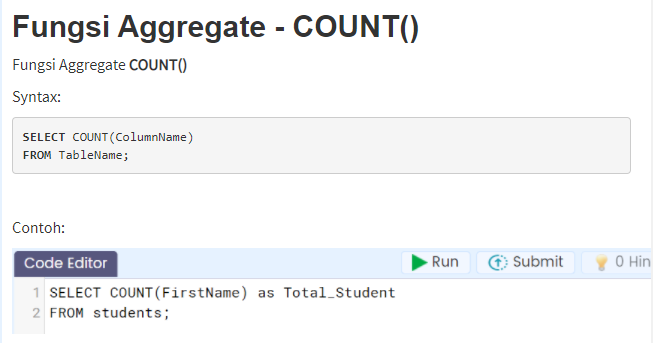 Fungsi Aggregate - COUNT()
Fungsi Aggregate COUNT()
Syntax:
SELECT COUNT(ColumnName)
FROM TableName;
Contoh:
Code Editor
Run
Submit
0 Hin
1 SELECT COUNT(FirstName) as Total_Student
2 FROM students;